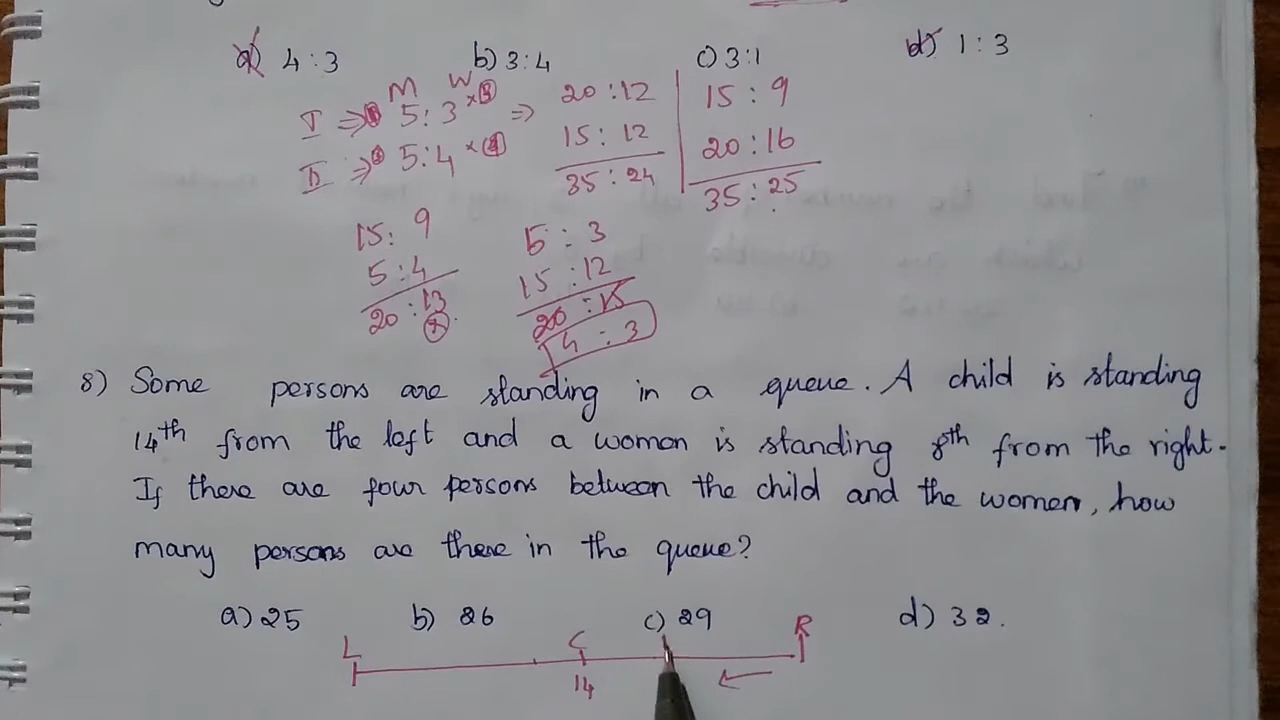 a) 4 : 3 b) 3 : 4 c) 3 : 1 d) 1 : 3
M W
I ⇒ 5 : 3 ⇒ 20 : 12 15 : 9
II ⇒ 5 : 4 15 : 12 20 : 16
35 : 24 35 : 25
15 : 9 5 : 3
5 : 4 15 : 12
20 : 13 20 : 15
4 : 3
8) Some persons are standing in a queue. A child is standing
14th from the left and a women is standing 8th from the right.
If there are four persons between the child and the women, how
many persons are there in the queue?
a) 25 b) 26 c) 29 d) 32.
L C R
14